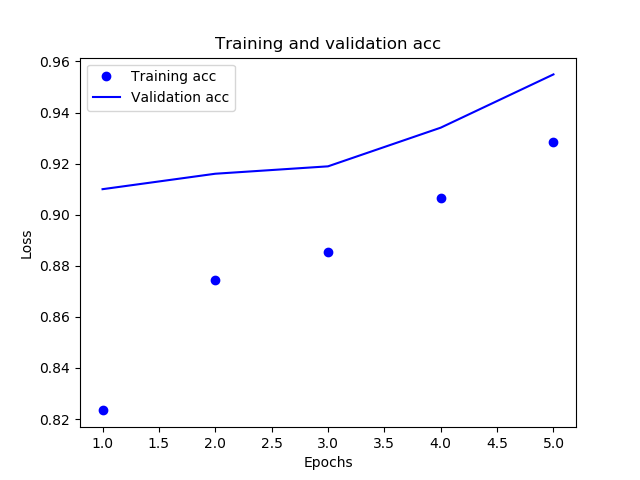 Training and validation acc
0.96
0.94
0.92
0.90
0.88
0.86
0.84
0.82
Loss
Training acc
Validation acc
1.0 1.5 2.0 2.5 3.0 3.5 4.0 4.5 5.0
Epochs